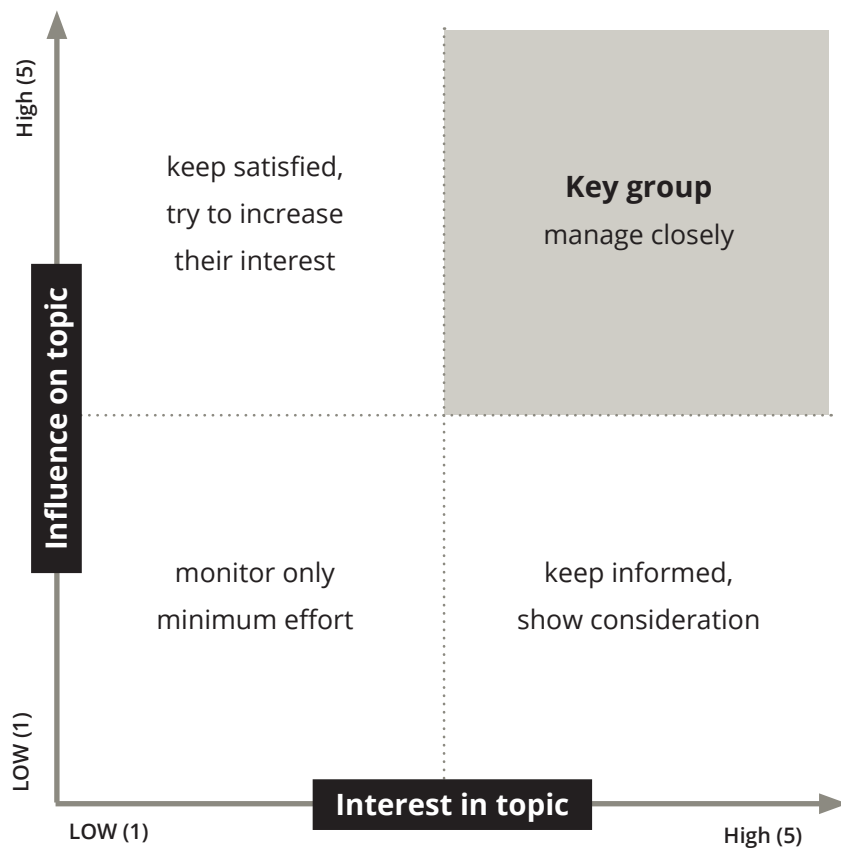 High (5)
keep satisfied,
try to increase
their interest
Key group
manage closely
Influence on topic
monitor only
minimum effort
keep informed,
show consideration
LOW (1)
Interest in topic
LOW (1)
High (5)